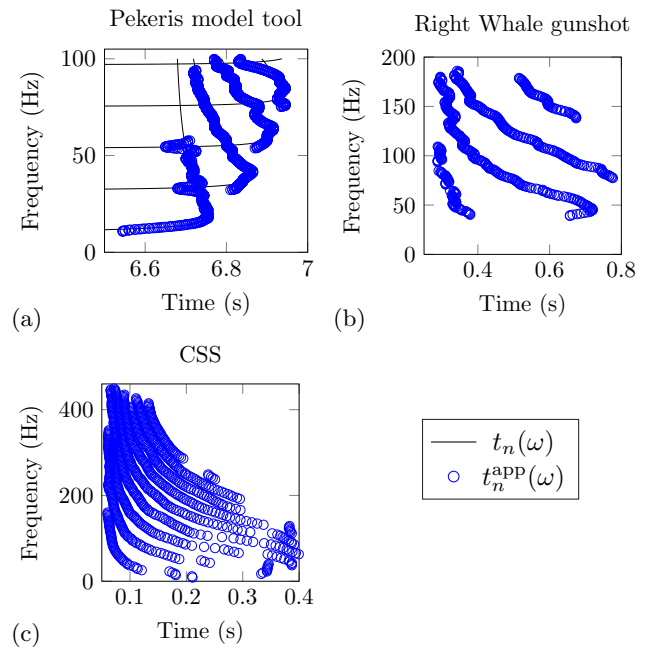 Pekeris model tool
Frequency (Hz)
100
50
0
6.6
6.8
7
Time (s)
(a)
Right Whale gunshot
Frequency (Hz)
200
150
100
50
0
0.4
0.6
0.8
Time (s)
(b)
CSS
Frequency (Hz)
400
200
0
0.1
0.2
0.3
0.4
Time (s)
(c)
tₙ(ω)
tₙᵃᵖᵖ(ω)